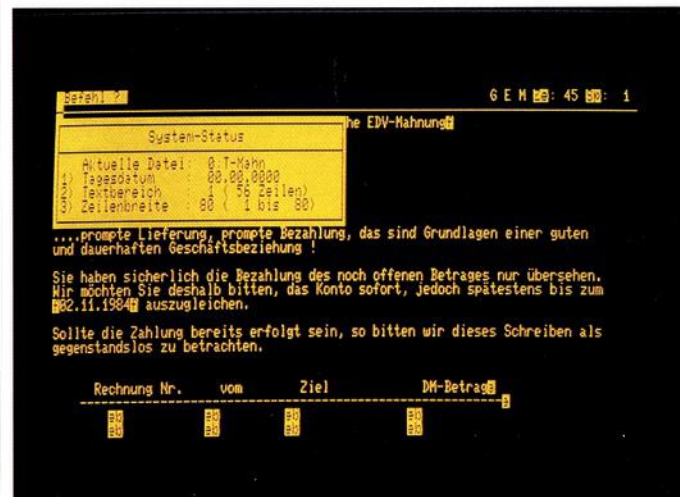 Befehl ?
G E M Ze: 45 Sp: 1
he EDV-Mahnung
System-Status
Aktuelle Datei: 0:T-Mahn
1) Tagesdatum : 00.00.0000
2) Textbereich : 1 ( 56 Zeilen)
3) Zeilenbreite : 80 ( 1 bis 80)
....prompte Lieferung, prompte Bezahlung, das sind Grundlagen einer guten
und dauerhaften Geschäftsbeziehung !
Sie haben sicherlich die Bezahlung des noch offenen Betrages nur übersehen.
Wir möchten Sie deshalb bitten, das Konto sofort, jedoch spätestens bis zum
02.11.1984 auszugleichen.
Sollte die Zahlung bereits erfolgt sein, so bitten wir dieses Schreiben als
gegenstandslos zu betrachten.
Rechnung Nr. vom Ziel DM-Betrag